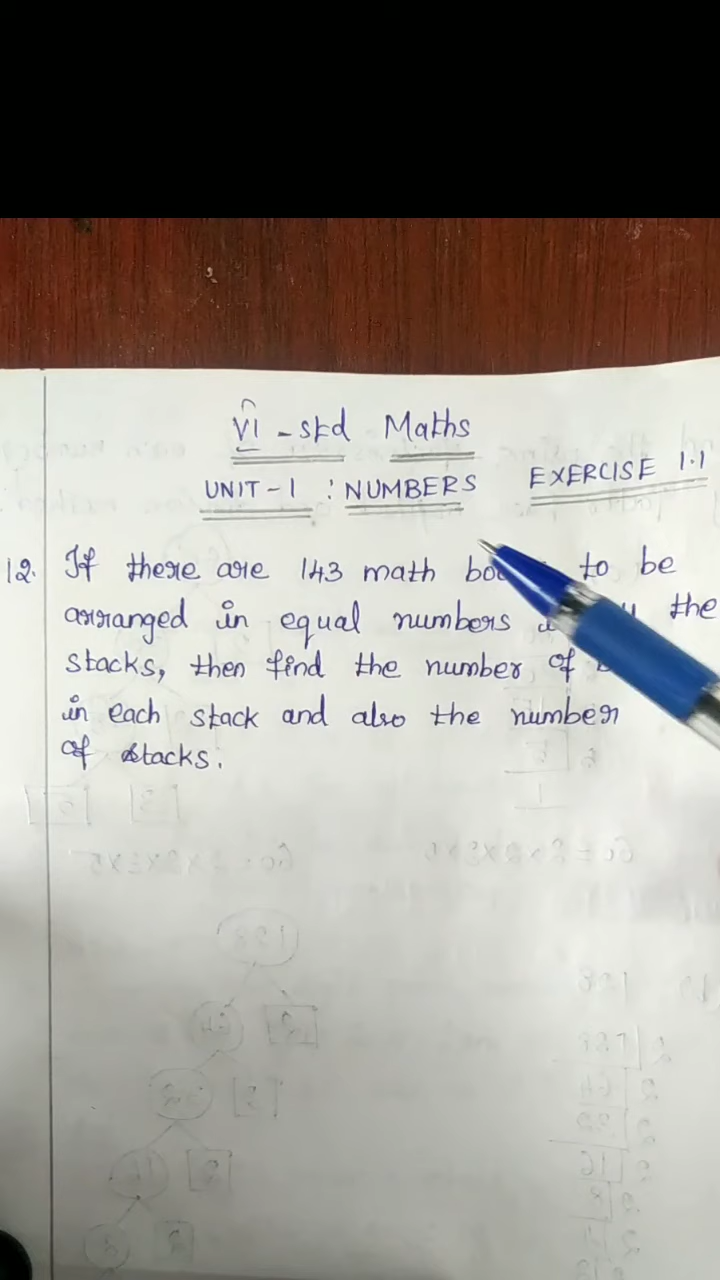 VI - std Maths
UNIT - 1 : NUMBERS EXERCISE 1.1
12. If there are 143 math to be
arranged in equal numbers the
stacks, then find the number of
in each stack and also the number
of stacks.